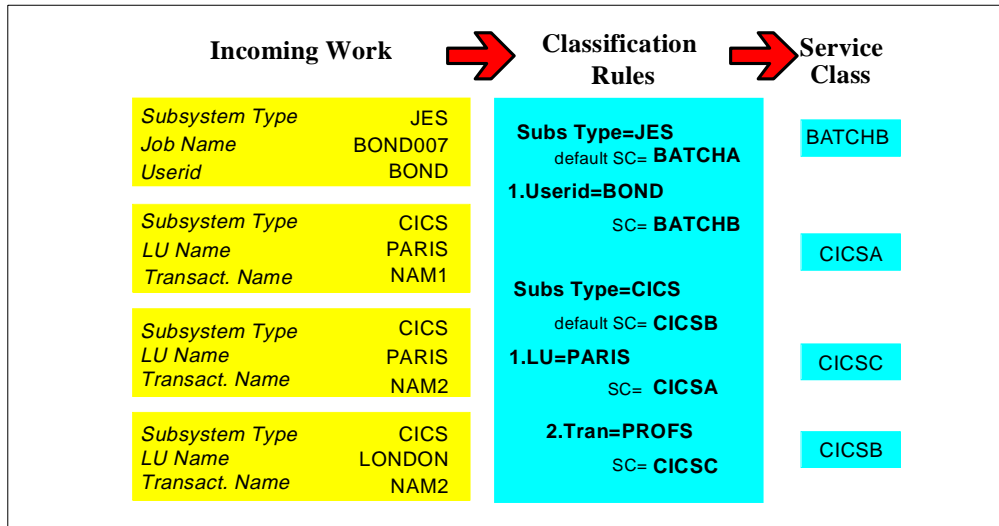 Incoming Work
Classification
Rules
Service
Class
Subsystem Type JES
Job Name BOND007
Userid BOND
Subsystem Type CICS
LU Name PARIS
Transact. Name NAM1
Subsystem Type CICS
LU Name PARIS
Transact. Name NAM2
Subsystem Type CICS
LU Name LONDON
Transact. Name NAM2
Subs Type=JES
default SC= BATCHA
1.Userid=BOND
SC= BATCHB
Subs Type=CICS
default SC= CICSB
1.LU=PARIS
SC= CICSA
2.Tran=PROFS
SC= CICSC
BATCHB
CICSA
CICSC
CICSB